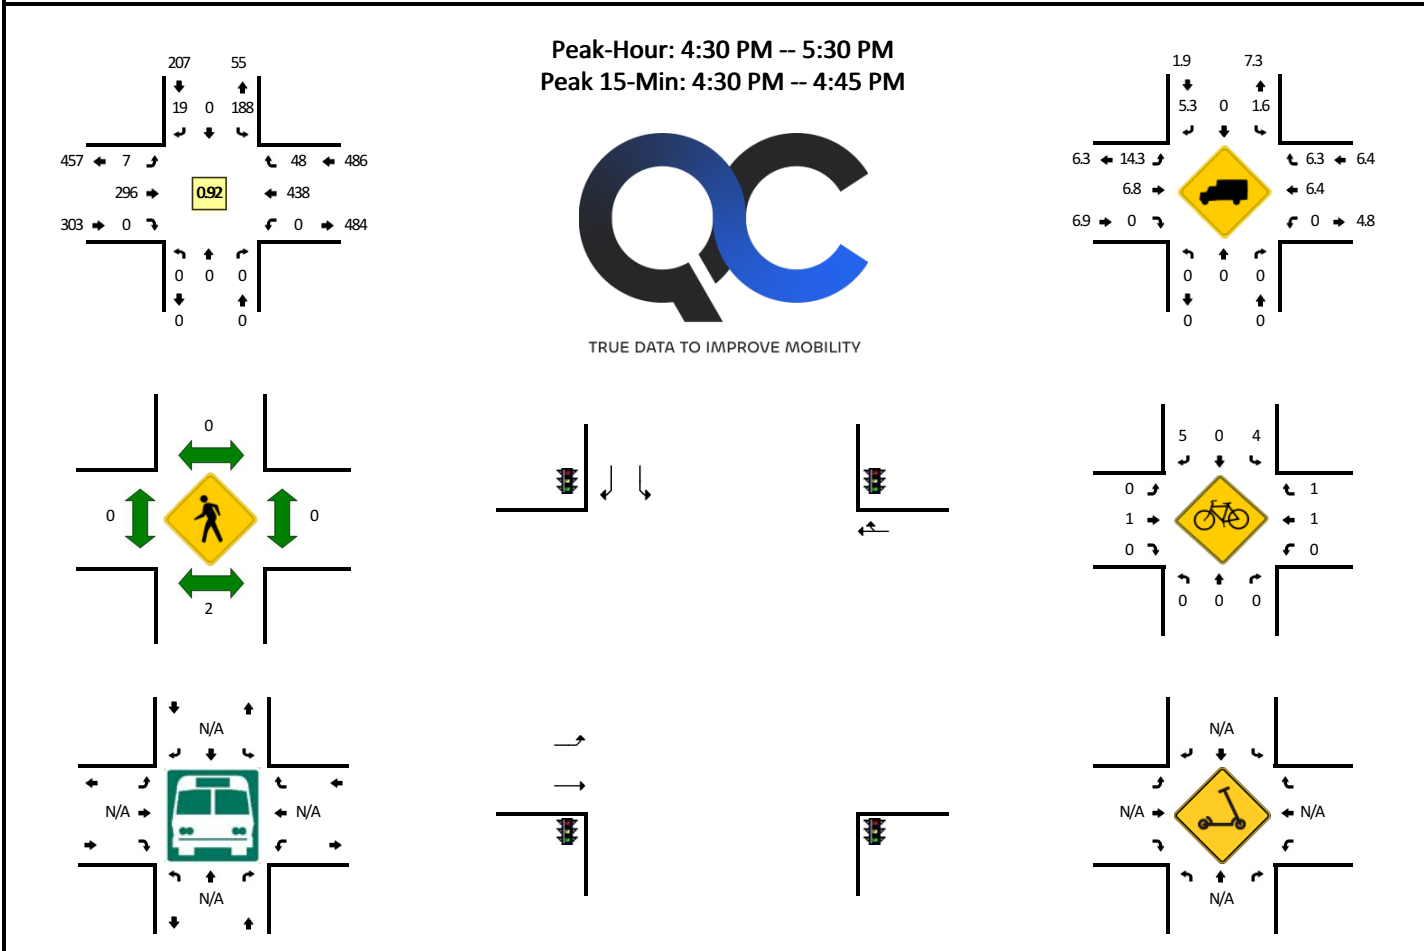 Peak-Hour: 4:30 PM -- 5:30 PM
Peak 15-Min: 4:30 PM -- 4:45 PM
207 55
19 0 188
457 7 48 486
296 0.92 438
303 0 0 484
0 0 0
0 0
TRUE DATA TO IMPROVE MOBILITY
1.9 7.3
5.3 0 1.6
6.3 14.3 6.3 6.4
6.8 6.4
6.9 0 0 4.8
0 0 0
0 0
0
0 0
2
5 0 4
0 1
1 1
0 0
0 0 0
N/A
N/A N/A
N/A
N/A
N/A N/A
N/A